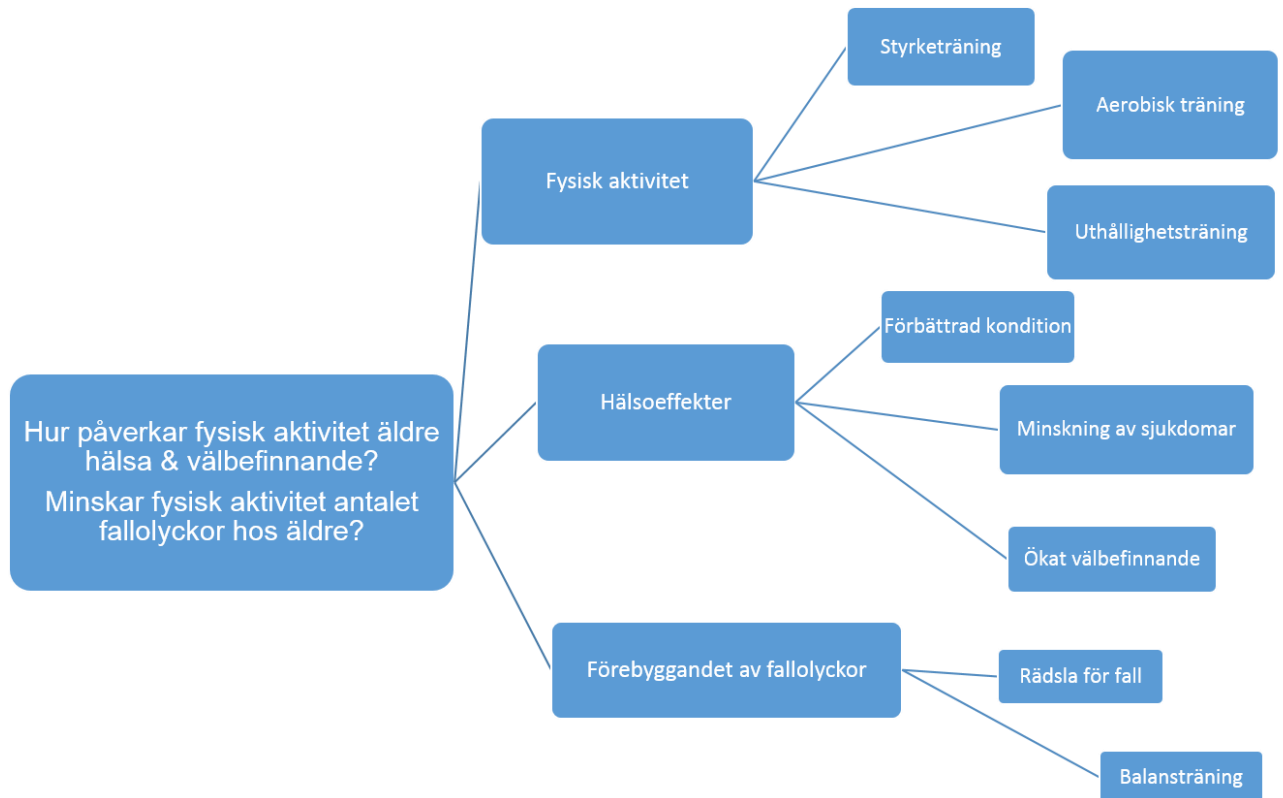 Hur påverkar fysisk aktivitet äldre
hälsa & välbefinnande?
Minskar fysisk aktivitet antalet
fallolyckor hos äldre?
Fysisk aktivitet
Styrketräning
Aerobisk träning
Uthållighetsträning
Hälsoeffekter
Förbättrad kondition
Minskning av sjukdomar
Ökat välbefinnande
Förebyggandet av fallolyckor
Rädsla för fall
Balansträning